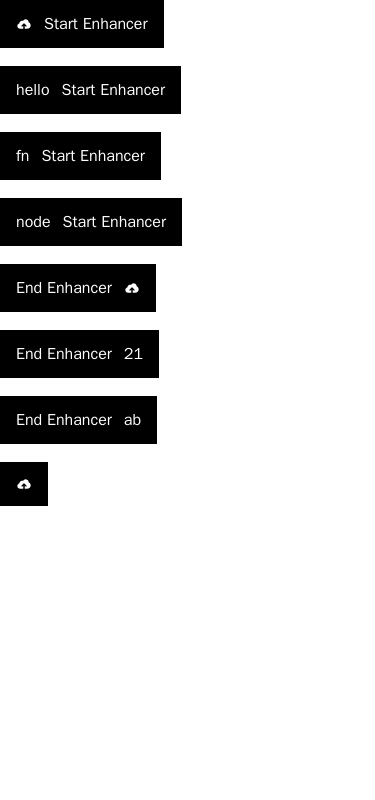 Start Enhancer
hello Start Enhancer
fn Start Enhancer
node Start Enhancer
End Enhancer
End Enhancer 21
End Enhancer ab